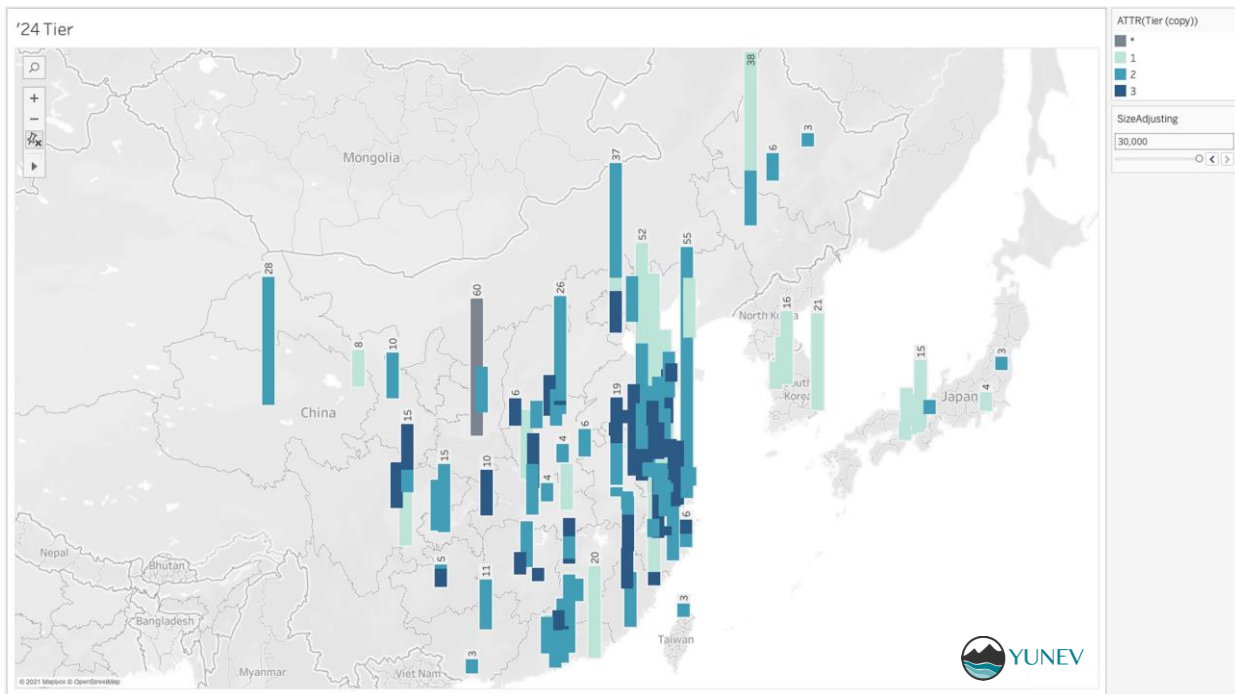 '24 Tier
ATTR(Tier (copy))
*
1
2
3
SizeAdjusting
30,000
38
3
6
Mongolia
37
52
55
28
60
26
North Korea
16
21
8
10
15
3
China
6
19
South
Korea
Japan
4
15
15
4
6
10
4
6
Nepal
Bhutan
5
11
20
Bangladesh
3
Taiwan
3
Myanmar
Viet Nam
YUNEV
© 2021 Mapbox © OpenStreetMap